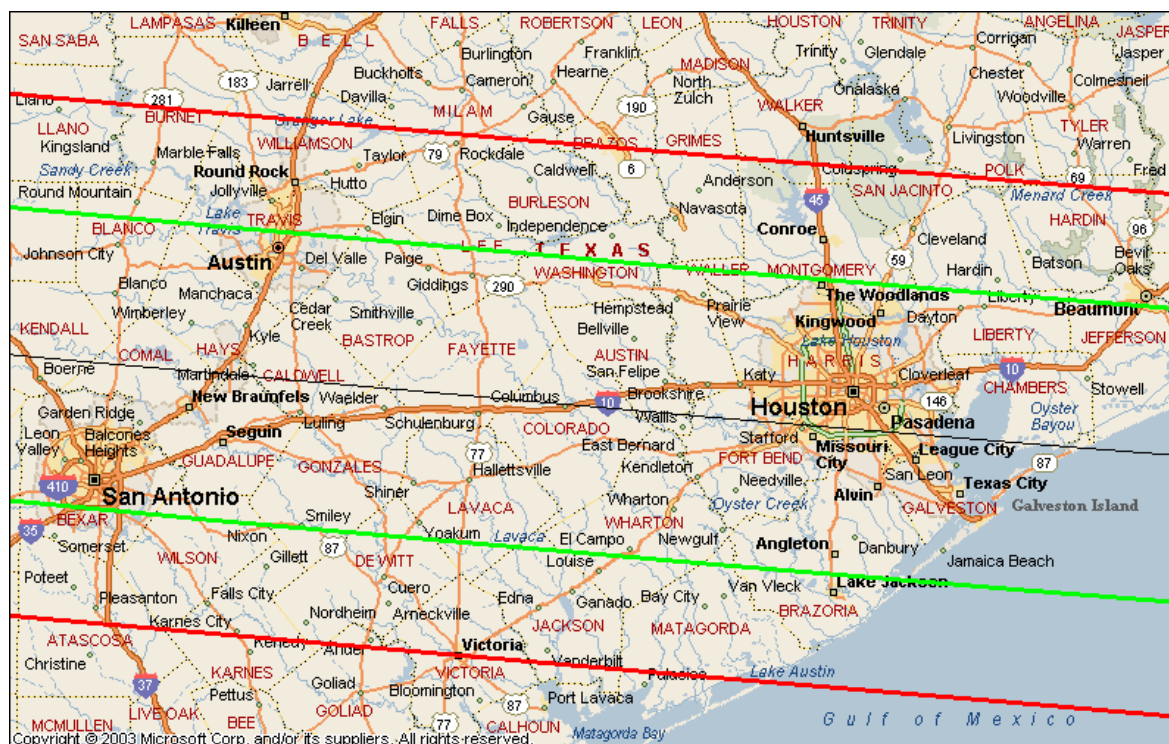 LAMPASAS
FALLS
ROBERTSON
LEON
HOUSTON
TRINITY
ANGELINA
Killeen
JASPER
SAN SABA
BELL
Burlington
Franklin
Trinity
Glendale
Corrigan
Jasper
MADISON
183
Jarrell
Buckholts
Cameron
Hearne
North
Zulch
Onalaska
Chester
Colmesneil
Llano
281
Davilla
MILAM
190
WALKER
Woodville
BURNET
Granger Lake
Gause
BRAZOS
GRIMES
Huntsville
Livingston
TYLER
LLANO
Kingsland
WILLIAMSON
Marble Falls
Taylor
79
Rockdale
Caldwell
6
Coldspring
POLK
69
Warren
Fred
Sandy Creek
Round Rock
Hutto
Anderson
SAN JACINTO
Menard Creek
Round Mountain
Jollyville
BURLESON
Navasota
45
HARDIN
Lake
Travis
TRAVIS
Elgin
Dime Box
Independence
Conroe
96
BLANCO
Cleveland
Johnson City
Austin
Del Valle
Paige
LEE
TEXAS
59
Batson
Bevil
Oaks
Blanco
Manchaca
Giddings
290
WASHINGTON
WALLER
MONTGOMERY
Hardin
Wimberley
Cedar
Creek
Smithville
Hempstead
Prairie
View
The Woodlands
Liberty
Beaumont
KENDALL
Kyle
Bellville
Kingwood
Dayton
COMAL
HAYS
BASTROP
FAYETTE
AUSTIN
Lake Houston
LIBERTY
JEFFERSON
Boerne
Martindale
CALDWELL
San Felipe
HARRIS
10
New Braunfels
Waelder
Columbus
10
Brookshire
Katy
Cloverleaf
CHAMBERS
Stowell
Garden Ridge
Luling
Schulenburg
COLORADO
Wallis
Houston
146
Oyster
Bayou
Leon
Valley
Balcones
Heights
Seguin
East Bernard
Stafford
Missouri
City
Pasadena
GUADALUPE
GONZALES
77
Hallettsville
Kendleton
FORT BEND
League City
87
410
San Antonio
Shiner
Wharton
Needville
San Leon
Texas City
BEXAR
LAVACA
Oyster Creek
Alvin
GALVESTON
Galveston Island
35
Smiley
WHARTON
Somerset
Nixon
87
Yoakum
Lavaca
El Campo
Newgulf
Angleton
Danbury
WILSON
Gillett
DE WITT
Louise
Jamaica Beach
Poteet
Cuero
Van Vleck
Lake Jackson
Pleasanton
Falls City
Nordheim
Arneckville
Edna
Ganado
Bay City
BRAZORIA
Karnes City
JACKSON
MATAGORDA
ATASCOSA
Kenedy
Victoria
Christine
KARNES
Vanderbilt
Palacios
Lake Austin
37
Pettus
Goliad
VICTORIA
Bloomington
87
Port Lavaca
LIVE OAK
GOLIAD
MCMULLEN
BEE
77
CALHOUN
Matagorda Bay
Gulf of Mexico
Copyright © 2003 Microsoft Corp. and/or its suppliers. All rights reserved.